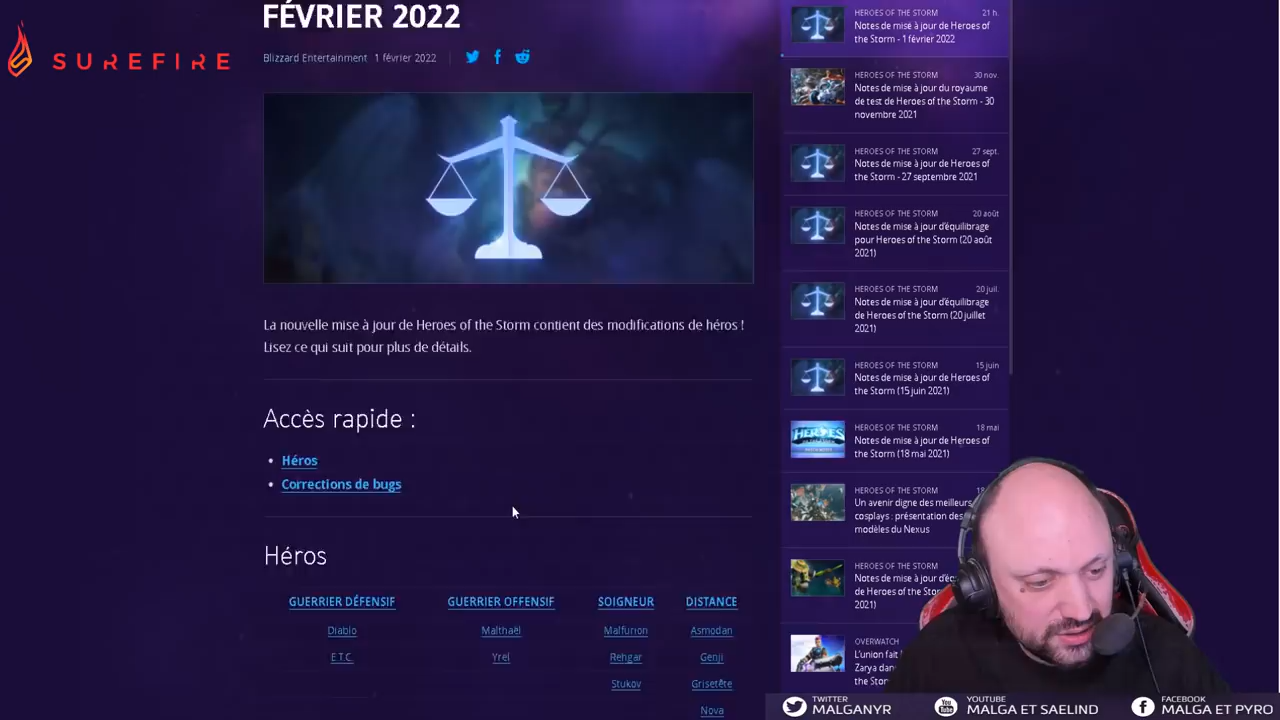 FÉVRIER 2022
SUREFIRE
Blizzard Entertainment 1 février 2022
La nouvelle mise à jour de Heroes of the Storm contient des modifications de héros !
Lisez ce qui suit pour plus de détails.
Accès rapide :
• Héros
• Corrections de bugs
Héros
GUERRIER DÉFENSIF GUERRIER OFFENSIF SOIGNEUR DISTANCE
Diablo Malthaël Malfurion Asmodan
E.T.C. Yrel Rehgar Genji
Stukov Grisetête
Nova
HEROES OF THE STORM 21 h.
Notes de mise à jour de Heroes of
the Storm - 1 février 2022
HEROES OF THE STORM 30 nov.
Notes de mise à jour du royaume
de test de Heroes of the Storm - 30
novembre 2021
HEROES OF THE STORM 27 sept.
Notes de mise à jour de Heroes of
the Storm - 27 septembre 2021
HEROES OF THE STORM 20 août
Notes de mise à jour d'équilibrage
pour Heroes of the Storm (20 août
2021)
HEROES OF THE STORM 20 juil.
Notes de mise à jour d'équilibrage
de Heroes of the Storm (20 juillet
2021)
HEROES OF THE STORM 15 juin
Notes de mise à jour de Heroes of
the Storm (15 juin 2021)
HEROES OF THE STORM 18 mai
Notes de mise à jour de Heroes of
the Storm (18 mai 2021)
HEROES OF THE STORM
Un avenir digne des meilleurs
cosplays : présentation des
modèles du Nexus
HEROES OF THE STORM
Notes de mise à jour
de Heroes of the
2021)
OVERWATCH
L'union fait
Zarya dan
the Stor
TWITTER
MALGANYR
YOUTUBE
MALGA ET SAELIND
FACEBOOK
MALGA ET PYRO